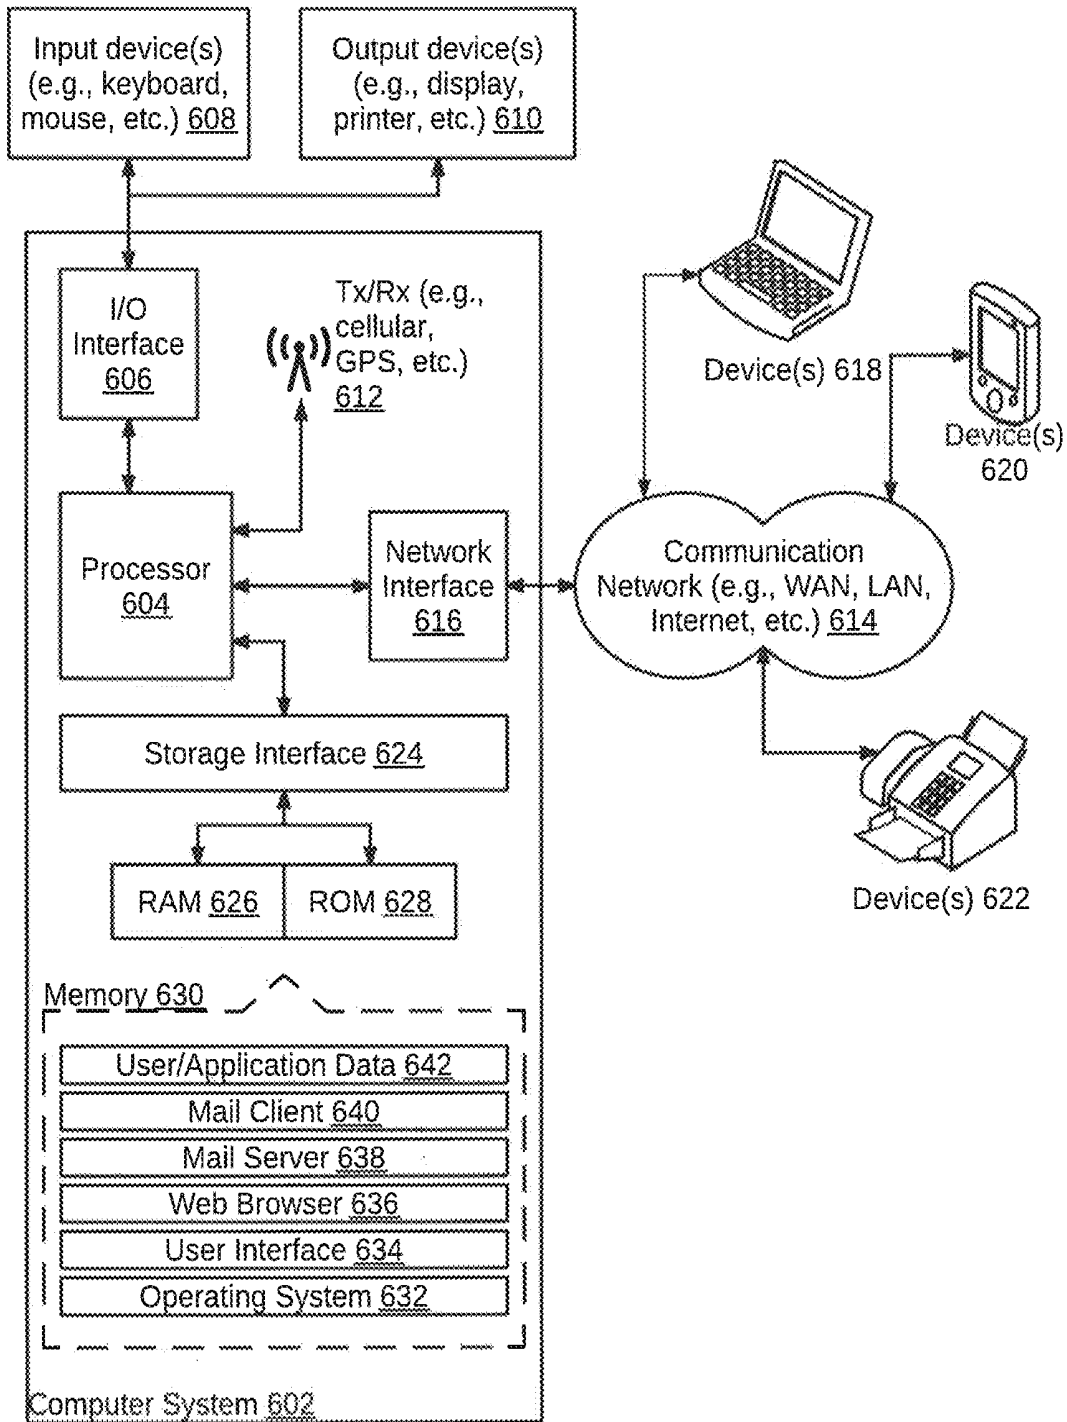 Input device(s)
(e.g., keyboard,
mouse, etc.) 608
Output device(s)
(e.g., display,
printer, etc.) 610
I/O
Interface
606
Tx/Rx (e.g.,
cellular,
GPS, etc.)
612
Device(s) 618
Device(s)
620
Processor
604
Network
Interface
616
Communication
Network (e.g., WAN, LAN,
Internet, etc.) 614
Storage Interface 624
Device(s) 622
RAM 626
ROM 628
Memory 630
User/Application Data 642
Mail Client 640
Mail Server 638
Web Browser 636
User Interface 634
Operating System 632
Computer System 602